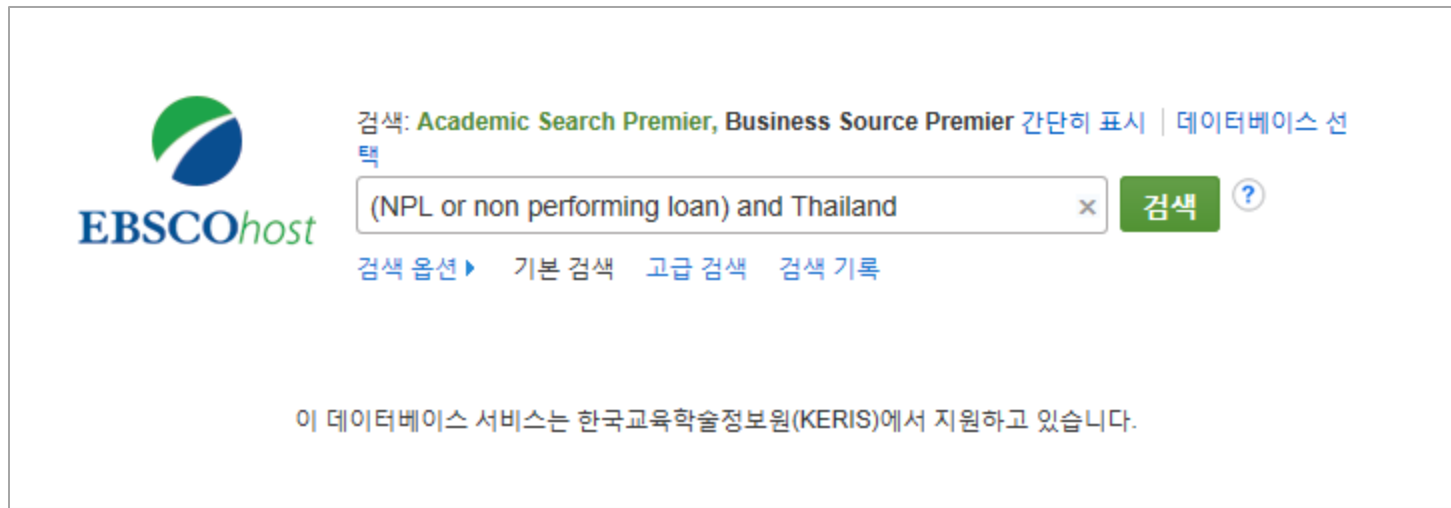 검색: Academic Search Premier, Business Source Premier 간단히 표시 | 데이터베이스 선
택
EBSCOhost
(NPL or non performing loan) and Thailand × 검색 ?
검색 옵션 기본 검색 고급 검색 검색 기록
이 데이터베이스 서비스는 한국교육학술정보원(KERIS)에서 지원하고 있습니다.